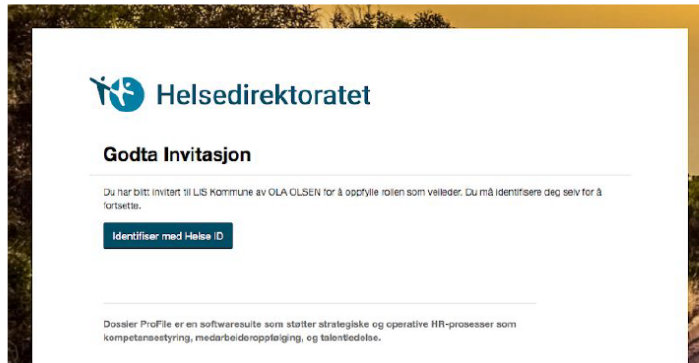 Helsedirektoratet
Godta Invitasjon
Du har blitt invitert til LIS Kommune av OLA OLSEN for å oppfylle rollen som veileder. Du må identifisere deg selv for å
fortsette.
Identifiser med Helse ID
Dossier ProFile er en softwaresuite som støtter strategiske og operative HR-prosesser som
kompetansestyring, medarbeideroppfølging, og talentledelse.